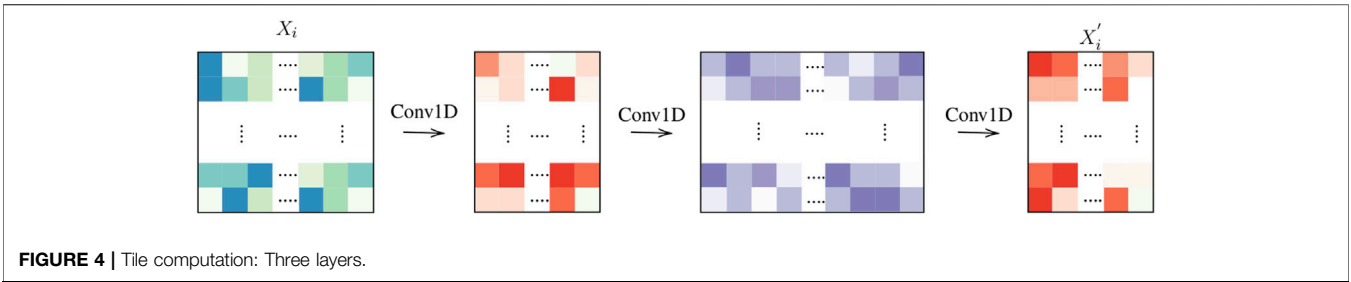 X_i
X_i'
Conv1D
Conv1D
Conv1D
FIGURE 4 | Tile computation: Three layers.